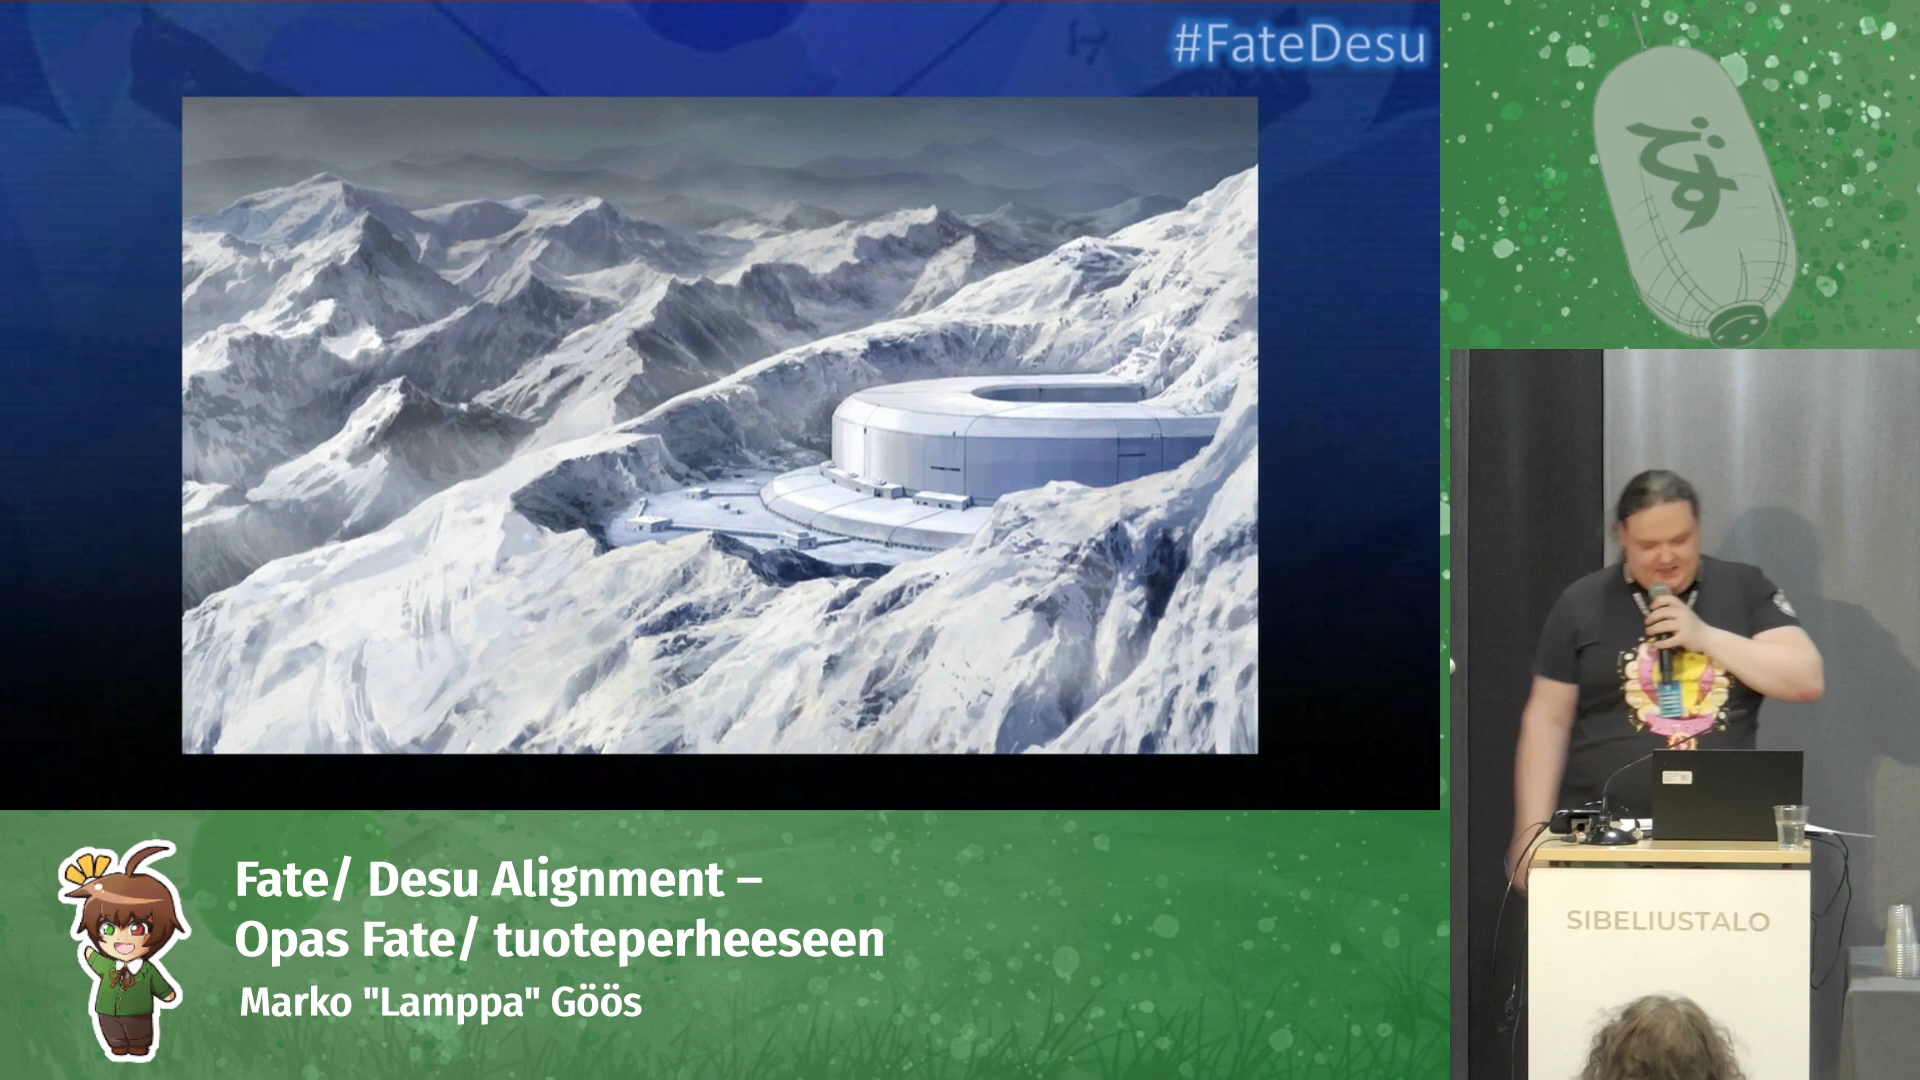 #FateDesu
です
SIBELIUSTALO
Fate/ Desu Alignment –
Opas Fate/ tuoteperheeseen
Marko "Lamppa" Göös